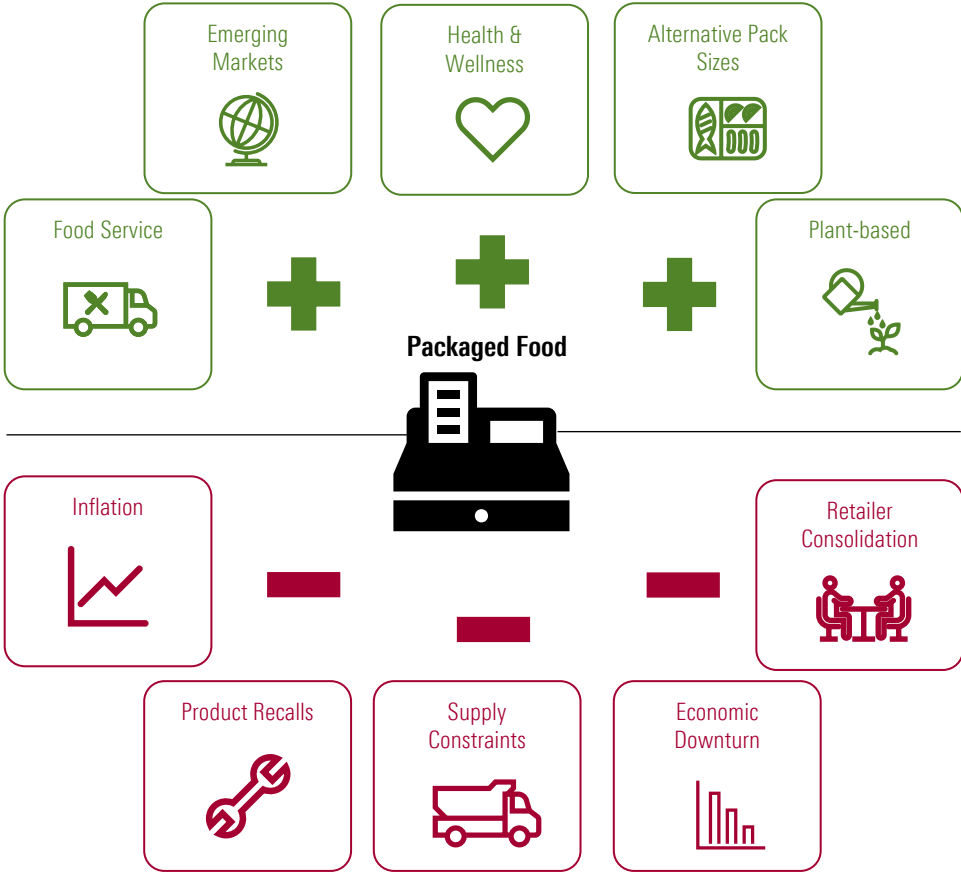 Emerging
Markets
Health &
Wellness
Alternative Pack
Sizes
Food Service
Plant-based
Packaged Food
Inflation
Retailer
Consolidation
Product Recalls
Supply
Constraints
Economic
Downturn